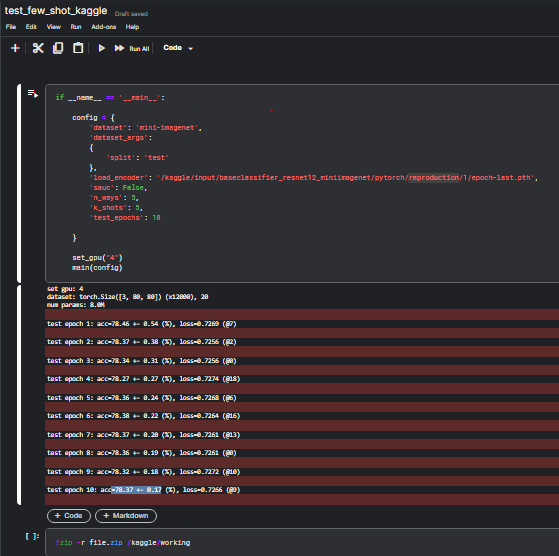 test_few_shot_kaggle Draft saved
File Edit View Run Add-ons Help
Run All Code
if __name__ == '__main__':
config = {
'dataset': 'mini-imagenet',
'dataset_args':
{
'split': 'test'
},
'load_encoder': '/kaggle/input/baseclassifier_resnet12_miniimagenet/pytorch/reproduction/1/epoch-last.pth',
'sauc': False,
'n_ways': 5,
'k_shots': 5,
'test_epochs': 10
}
set_gpu("4")
main(config)
set gpu: 4
dataset: torch.Size([3, 80, 80]) (x12000), 20
num params: 8.0M
test epoch 1: acc=78.46 +- 0.54 (%), loss=0.7269 (@7)
test epoch 2: acc=78.37 +- 0.38 (%), loss=0.7256 (@2)
test epoch 3: acc=78.34 +- 0.31 (%), loss=0.7256 (@0)
test epoch 4: acc=78.27 +- 0.27 (%), loss=0.7274 (@18)
test epoch 5: acc=78.36 +- 0.24 (%), loss=0.7268 (@6)
test epoch 6: acc=78.38 +- 0.22 (%), loss=0.7264 (@16)
test epoch 7: acc=78.37 +- 0.20 (%), loss=0.7261 (@13)
test epoch 8: acc=78.36 +- 0.19 (%), loss=0.7261 (@0)
test epoch 9: acc=78.32 +- 0.18 (%), loss=0.7272 (@10)
test epoch 10: acc=78.37 +- 0.17 (%), loss=0.7266 (@9)
+ Code + Markdown
[ ]: !zip -r file.zip /kaggle/working